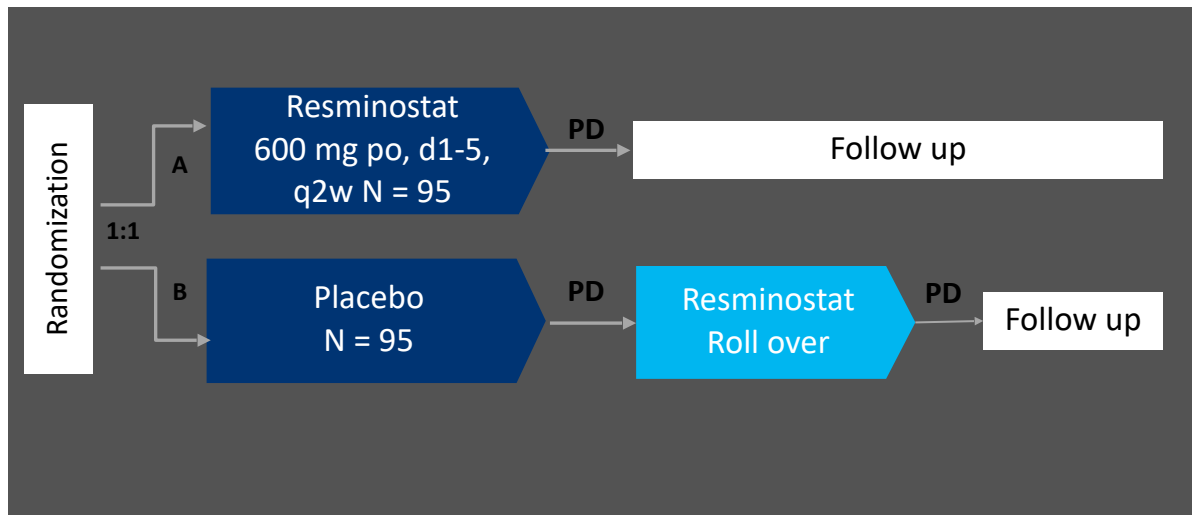 Randomization
1:1
A
Resminostat
600 mg po, d1-5,
q2w N = 95
PD
Follow up
B
Placebo
N = 95
PD
Resminostat
Roll over
PD
Follow up